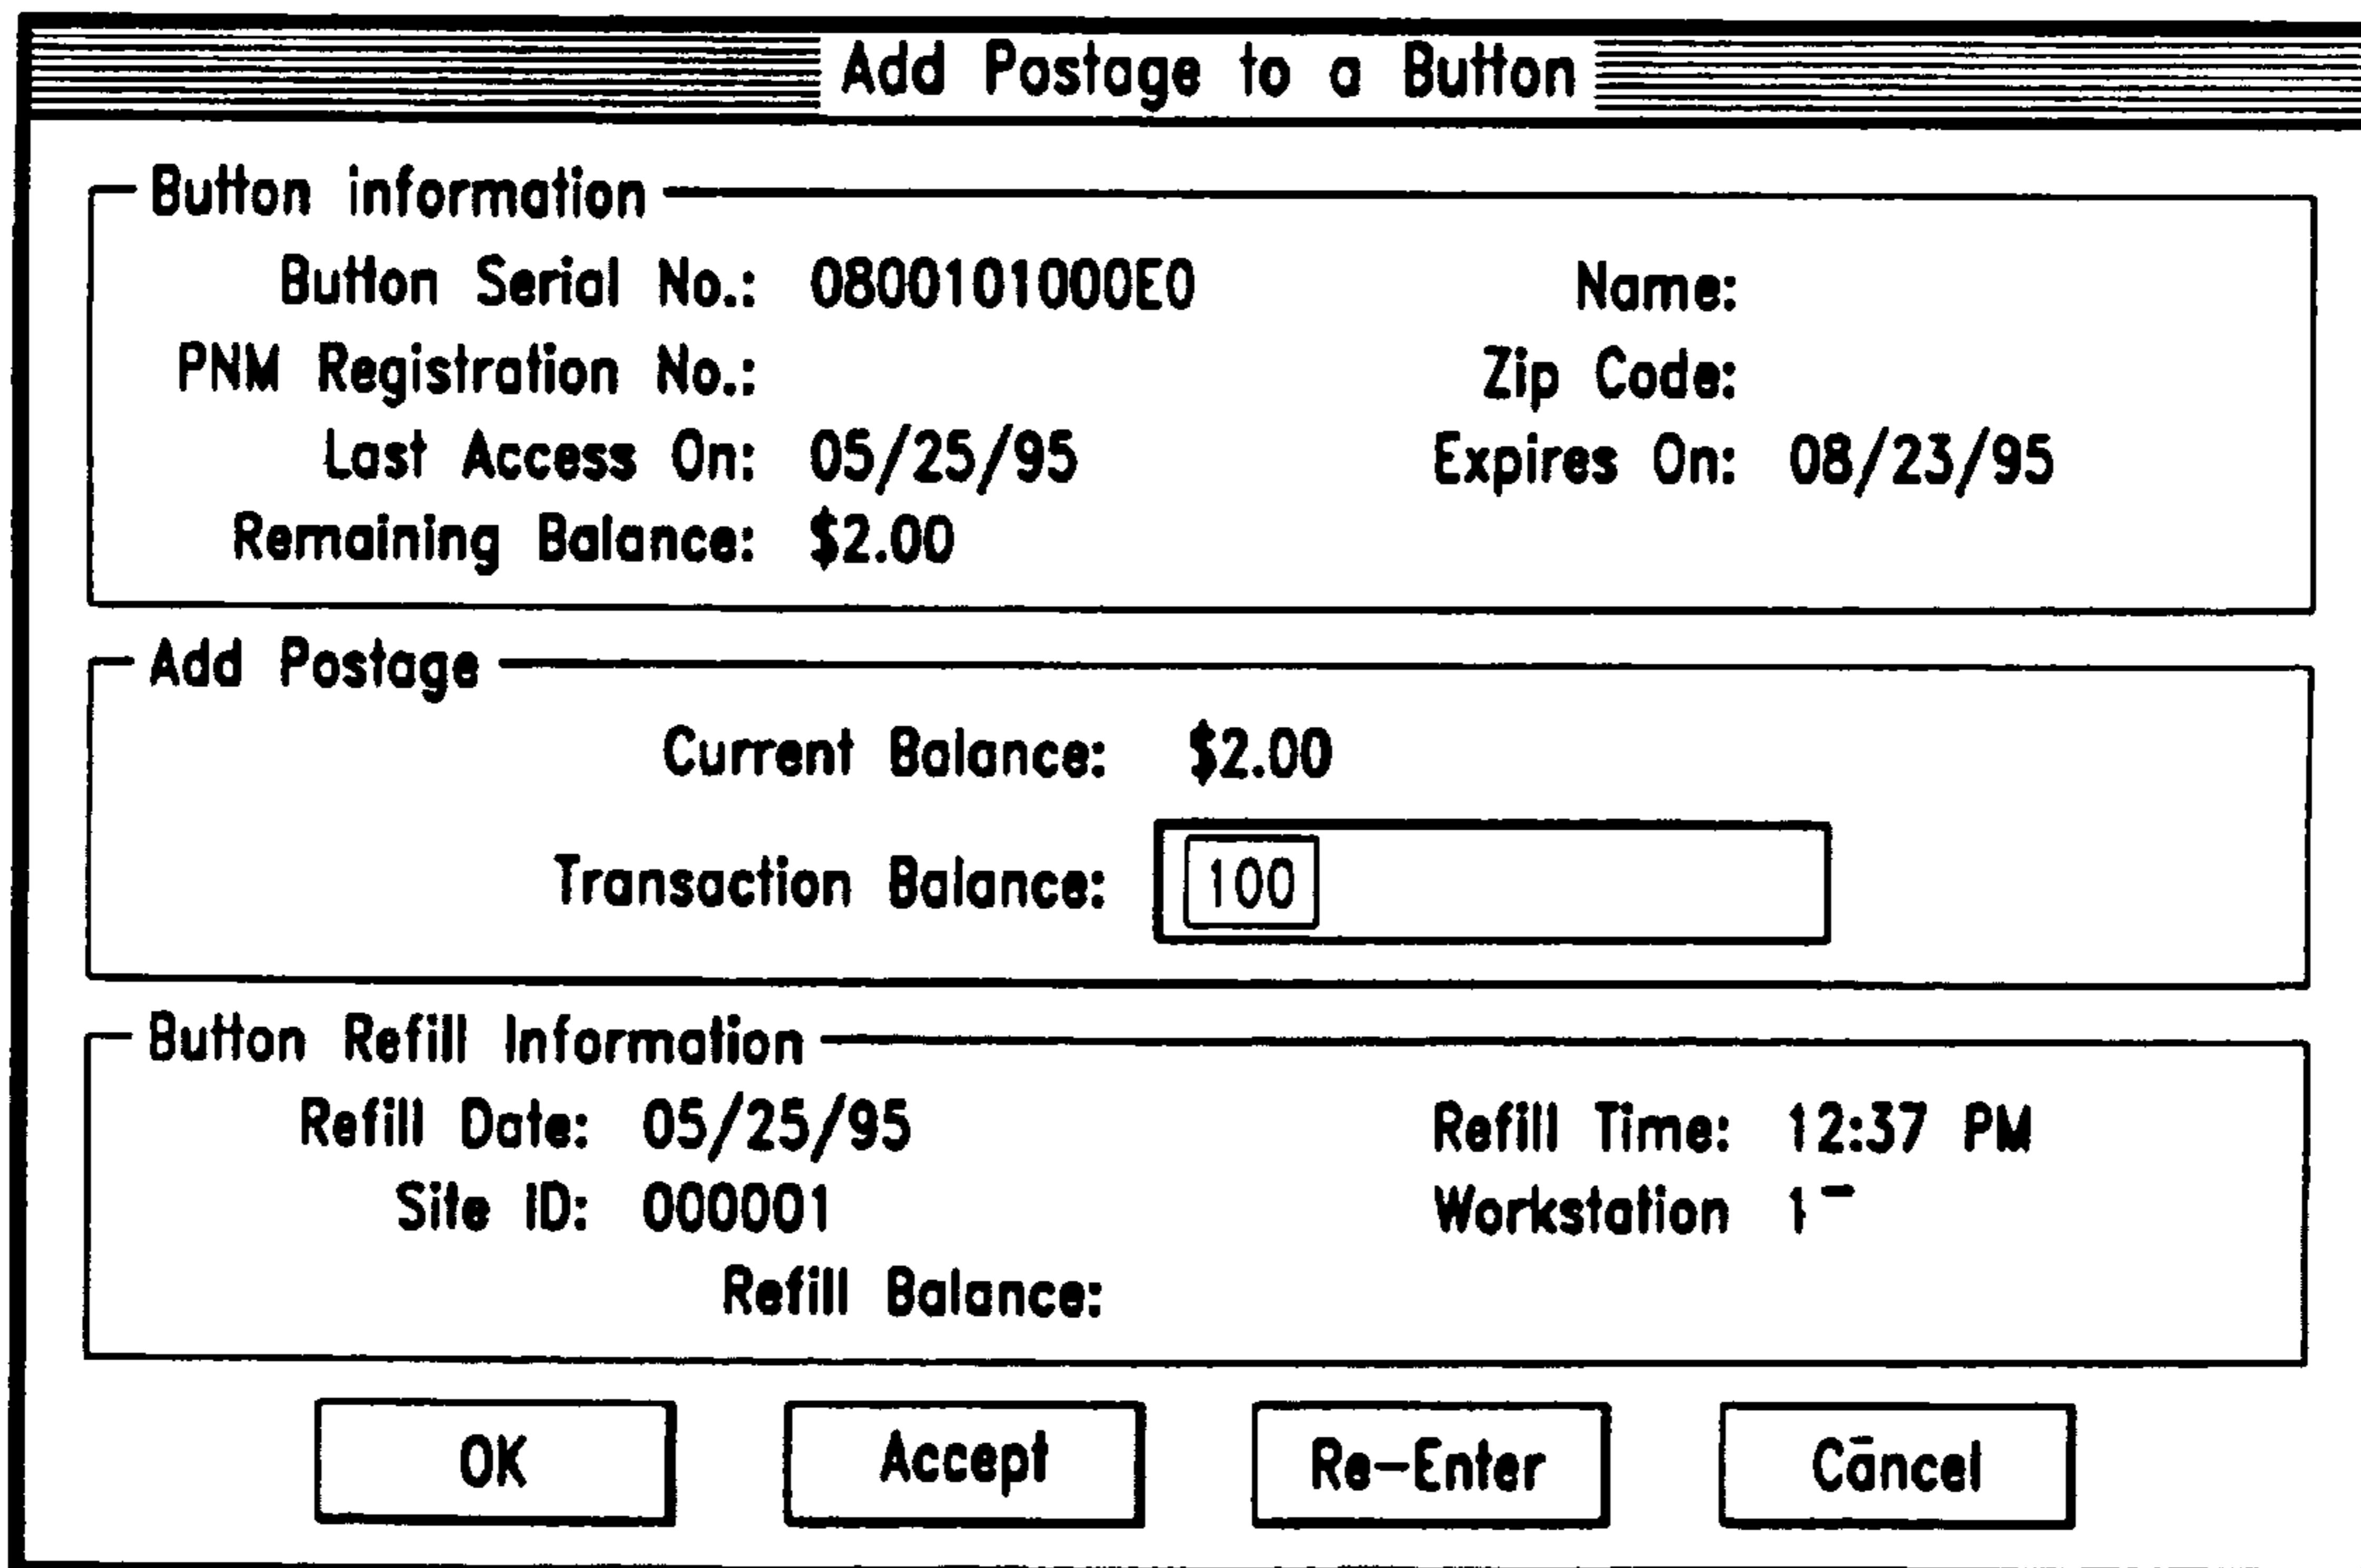 Add Postage to a Button
Button information
Button Serial No.: 0800101000E0 Name:
PNM Registration No.: Zip Code:
Last Access On: 05/25/95 Expires On: 08/23/95
Remaining Balance: $2.00
Add Postage
Current Balance: $2.00
Transaction Balance: 100
Button Refill Information
Refill Date: 05/25/95 Refill Time: 12:37 PM
Site ID: 000001 Workstation 1
Refill Balance:
OK Accept Re-Enter Cancel